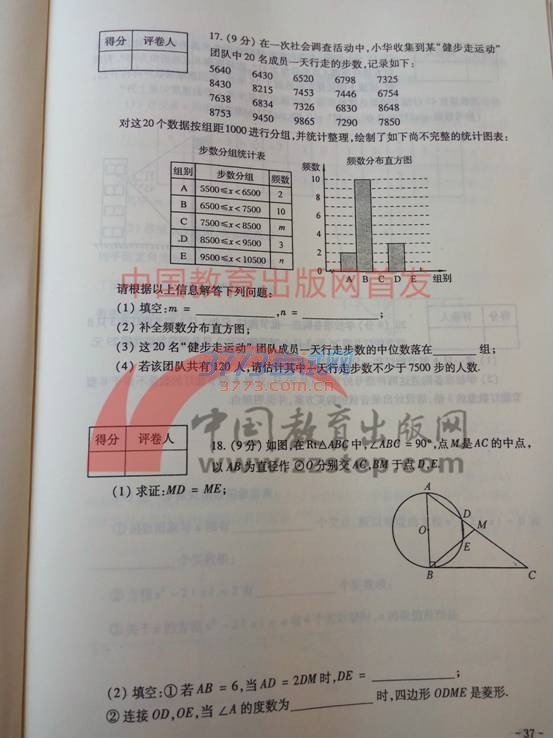 得分 评卷人
17.(9分)在一次社会调查活动中,小华收集到某“健步走运动”
团队中20名成员一天行走的步数,记录如下:
5640 6430 6520 6798 7325
8430 8215 7453 7446 6754
7638 6834 7326 6830 8648
8753 9450 9865 7290 7850
对这20个数据按组距1000进行分组,并统计整理,绘制了如下尚不完整的统计图表:
步数分组统计表
组别 步数分组 频数
A 5500≤x<6500 2
B 6500≤x<7500 10
C 7500≤x<8500 m
D 8500≤x<9500 3
E 9500≤x<10500 n
频数分布直方图
频数
10
8
6
4
2
0
A B C D E 组别
中国教育出版网首发
请根据以上信息解答下列问题:
(1)填空:m = ,n = ;
(2)补全频数分布直方图;
(3)这20名“健步走运动”团队成员一天行走步数的中位数落在 组;
(4)若该团队共有120人,请估计其中一天行走步数不少于7500步的人数.
9773.com.cn
中国教育出版网
得分 评卷人
18.(9分)如图,在Rt△ABC中,∠ABC=90°,点M是AC的中点,
以AB为直径作⊙O分别交AC,BM于点D,E.
(1)求证:MD=ME;
A
D
O
M
E
B
C
(2)填空:①若AB=6,当AD=2DM时,DE= ;
②连接OD,OE,当∠A的度数为 时,四边形ODME是菱形.
-37-